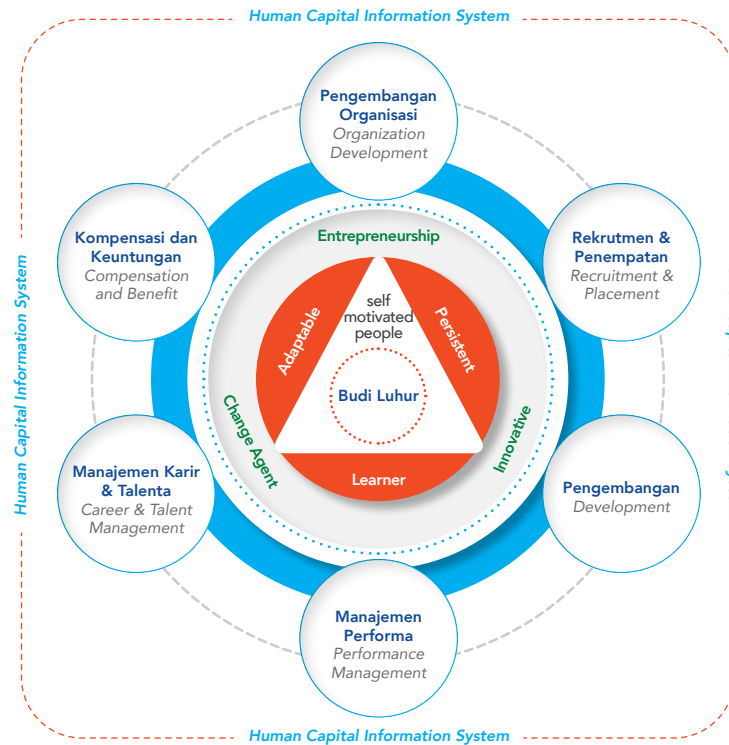 Human Capital Information System
Pengembangan
Organisasi
Organization
Development
Kompensasi dan
Keuntungan
Compensation
and Benefit
Rekrutmen &
Penempatan
Recruitment &
Placement
Entrepreneurship
self
motivated
people
Adaptable
Persistent
Budi Luhur
Learner
Change Agent
Innovative
Human Capital Information System
Manajemen Karir
& Talenta
Career & Talent
Management
Pengembangan
Development
Manajemen
Performa
Performance
Management
Human Capital Information System